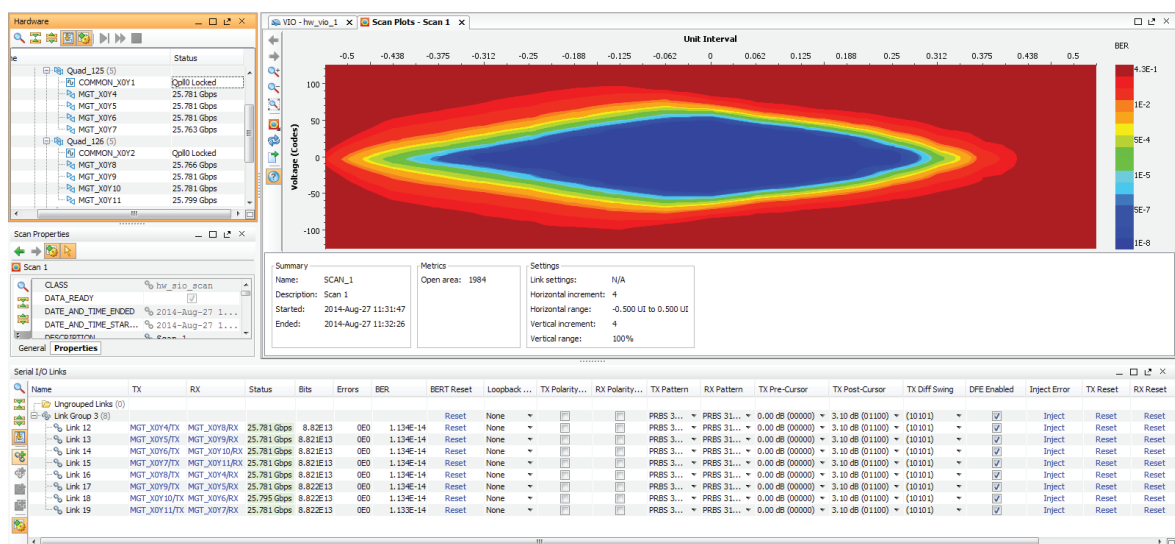 Hardware
VIO - hw_vio_1 Scan Plots - Scan 1
Status
Quad_125 (5)
COMMON_X0Y1 Qpll0 Locked
MGT_X0Y4 25.781 Gbps
MGT_X0Y5 25.781 Gbps
MGT_X0Y6 25.781 Gbps
MGT_X0Y7 25.763 Gbps
Quad_126 (5)
COMMON_X0Y2 Qpll0 Locked
MGT_X0Y8 25.766 Gbps
MGT_X0Y9 25.781 Gbps
MGT_X0Y10 25.781 Gbps
MGT_X0Y11 25.799 Gbps
Unit Interval
-0.5 -0.438 -0.375 -0.312 -0.25 -0.188 -0.125 -0.062 0 0.062 0.125 0.188 0.25 0.312 0.375 0.438 0.5
Voltage (Codes)
100
50
0
-50
-100
BER
4.3E-1
1E-2
5E-4
1E-5
5E-7
1E-8
Scan Properties
Scan 1
CLASS hw_sio_scan
DATA_READY
DATE_AND_TIME_ENDED 2014-Aug-27 1...
DATE_AND_TIME_STAR... 2014-Aug-27 1...
DESCRIPTION Scan 1
General Properties
Summary
Name: SCAN_1
Description: Scan 1
Started: 2014-Aug-27 11:31:47
Ended: 2014-Aug-27 11:32:26
Metrics
Open area: 1984
Settings
Link settings: N/A
Horizontal increment: 4
Horizontal range: -0.500 UI to 0.500 UI
Vertical increment: 4
Vertical range: 100%
Serial I/O Links
Name TX RX Status Bits Errors BER BERT Reset Loopback ... TX Polarity... RX Polarity... TX Pattern RX Pattern TX Pre-Cursor TX Post-Cursor TX Diff Swing DFE Enabled Inject Error TX Reset RX Reset
Ungrouped Links (0)
Link Group 3 (8) Reset None PRBS 3... PRBS 31... 0.00 dB (00000) 3.10 dB (01100) (10101) Inject Reset Reset
Link 12 MGT_X0Y4/TX MGT_X0Y8/RX 25.781 Gbps 8.82E13 0E0 1.134E-14 Reset None PRBS 3... PRBS 31... 0.00 dB (00000) 3.10 dB (01100) (10101) Inject Reset Reset
Link 13 MGT_X0Y5/TX MGT_X0Y9/RX 25.781 Gbps 8.821E13 0E0 1.134E-14 Reset None PRBS 3... PRBS 31... 0.00 dB (00000) 3.10 dB (01100) (10101) Inject Reset Reset
Link 14 MGT_X0Y6/TX MGT_X0Y10/RX 25.781 Gbps 8.821E13 0E0 1.134E-14 Reset None PRBS 3... PRBS 31... 0.00 dB (00000) 3.10 dB (01100) (10101) Inject Reset Reset
Link 15 MGT_X0Y7/TX MGT_X0Y11/RX 25.781 Gbps 8.822E13 0E0 1.134E-14 Reset None PRBS 3... PRBS 31... 0.00 dB (00000) 3.10 dB (01100) (10101) Inject Reset Reset
Link 16 MGT_X0Y8/TX MGT_X0Y4/RX 25.781 Gbps 8.822E13 0E0 1.134E-14 Reset None PRBS 3... PRBS 31... 0.00 dB (00000) 3.10 dB (01100) (10101) Inject Reset Reset
Link 17 MGT_X0Y9/TX MGT_X0Y5/RX 25.781 Gbps 8.822E13 0E0 1.134E-14 Reset None PRBS 3... PRBS 31... 0.00 dB (00000) 3.10 dB (01100) (10101) Inject Reset Reset
Link 18 MGT_X0Y10/TX MGT_X0Y6/RX 25.795 Gbps 8.822E13 0E0 1.134E-14 Reset None PRBS 3... PRBS 31... 0.00 dB (00000) 3.10 dB (01100) (10101) Inject Reset Reset
Link 19 MGT_X0Y11/TX MGT_X0Y7/RX 25.781 Gbps 8.822E13 0E0 1.133E-14 Reset None PRBS 3... PRBS 31... 0.00 dB (00000) 3.10 dB (01100) (10101) Inject Reset Reset